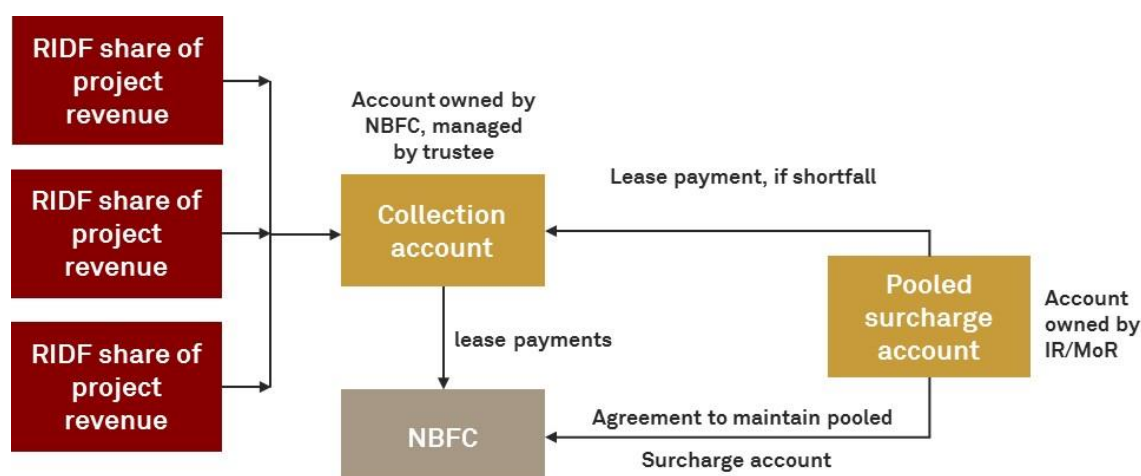 RIDF share of
project
revenue
RIDF share of
project
revenue
RIDF share of
project
revenue
Account owned by
NBFC, managed
by trustee
Collection
account
lease payments
NBFC
Lease payment, if shortfall
Pooled
surcharge
account
Account
owned by
IR/MoR
Agreement to maintain pooled
Surcharge account